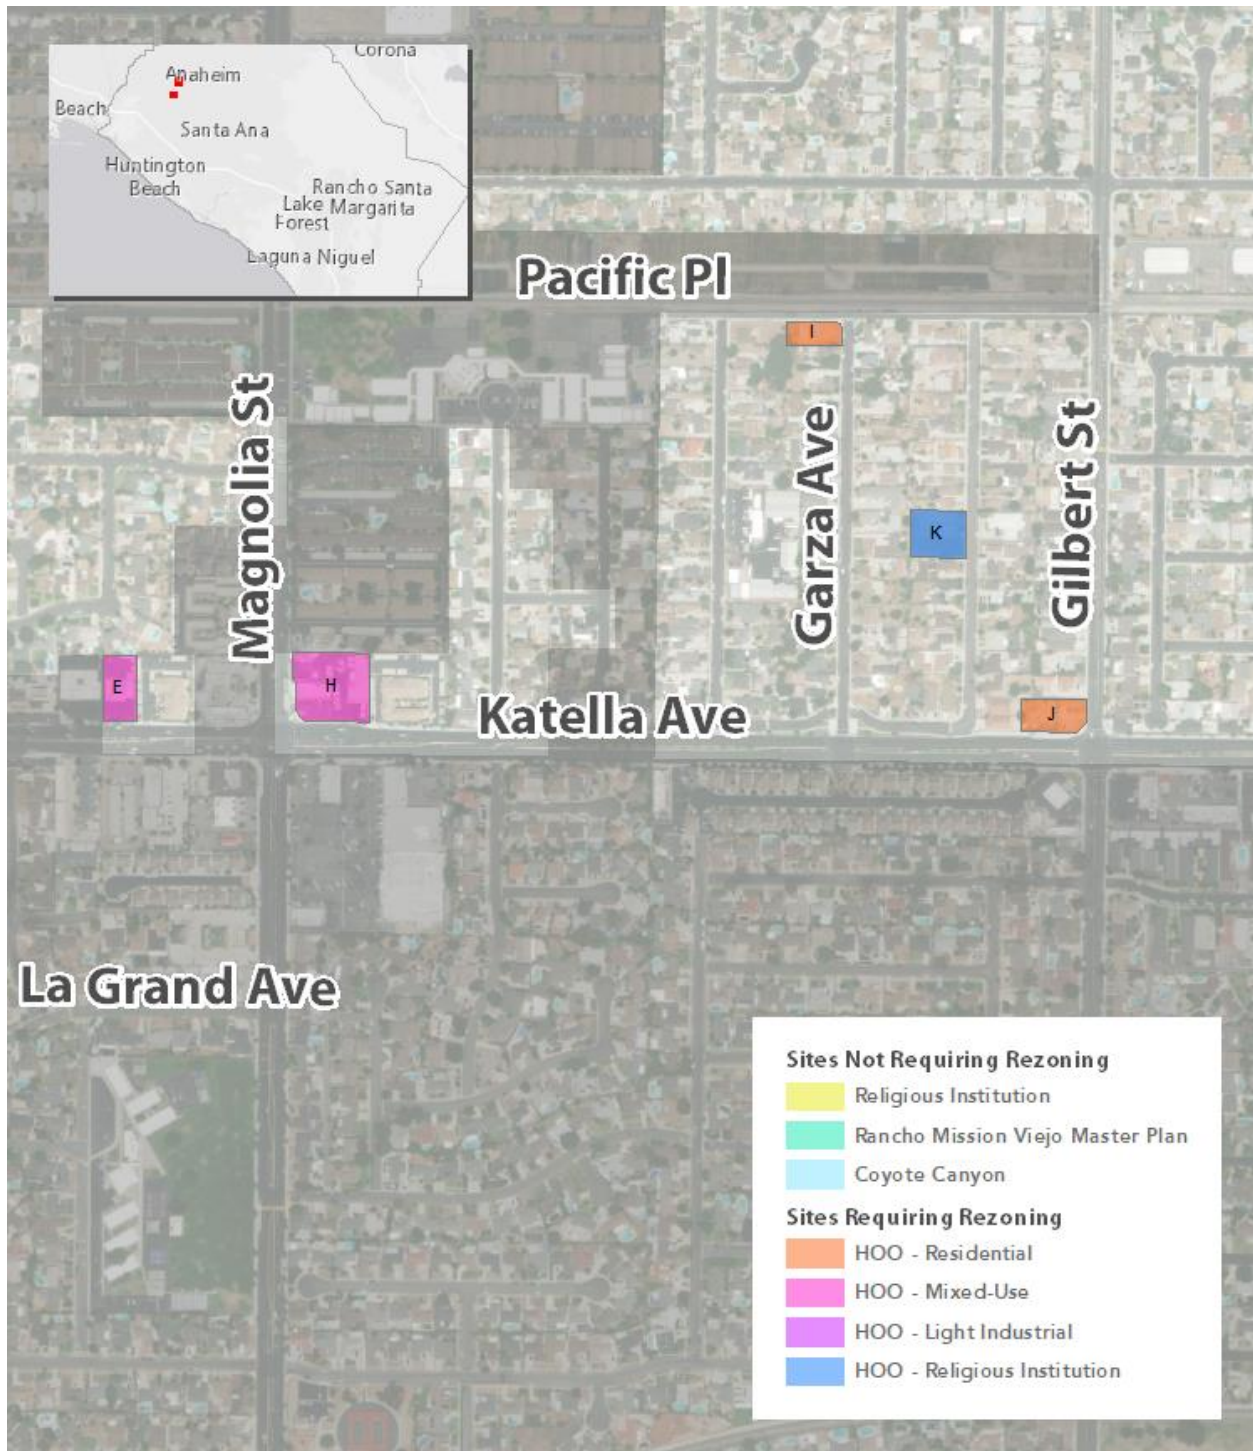 Corona
Anaheim
Beach
Santa Ana
Huntington
Beach
Rancho Santa
Lake Margarita
Forest
Laguna Niguel
Pacific Pl
I
Magnolia St
Garza Ave
Gilbert St
K
E
H
Katella Ave
J
La Grand Ave
Sites Not Requiring Rezoning
Religious Institution
Rancho Mission Viejo Master Plan
Coyote Canyon
Sites Requiring Rezoning
HOO - Residential
HOO - Mixed-Use
HOO - Light Industrial
HOO - Religious Institution